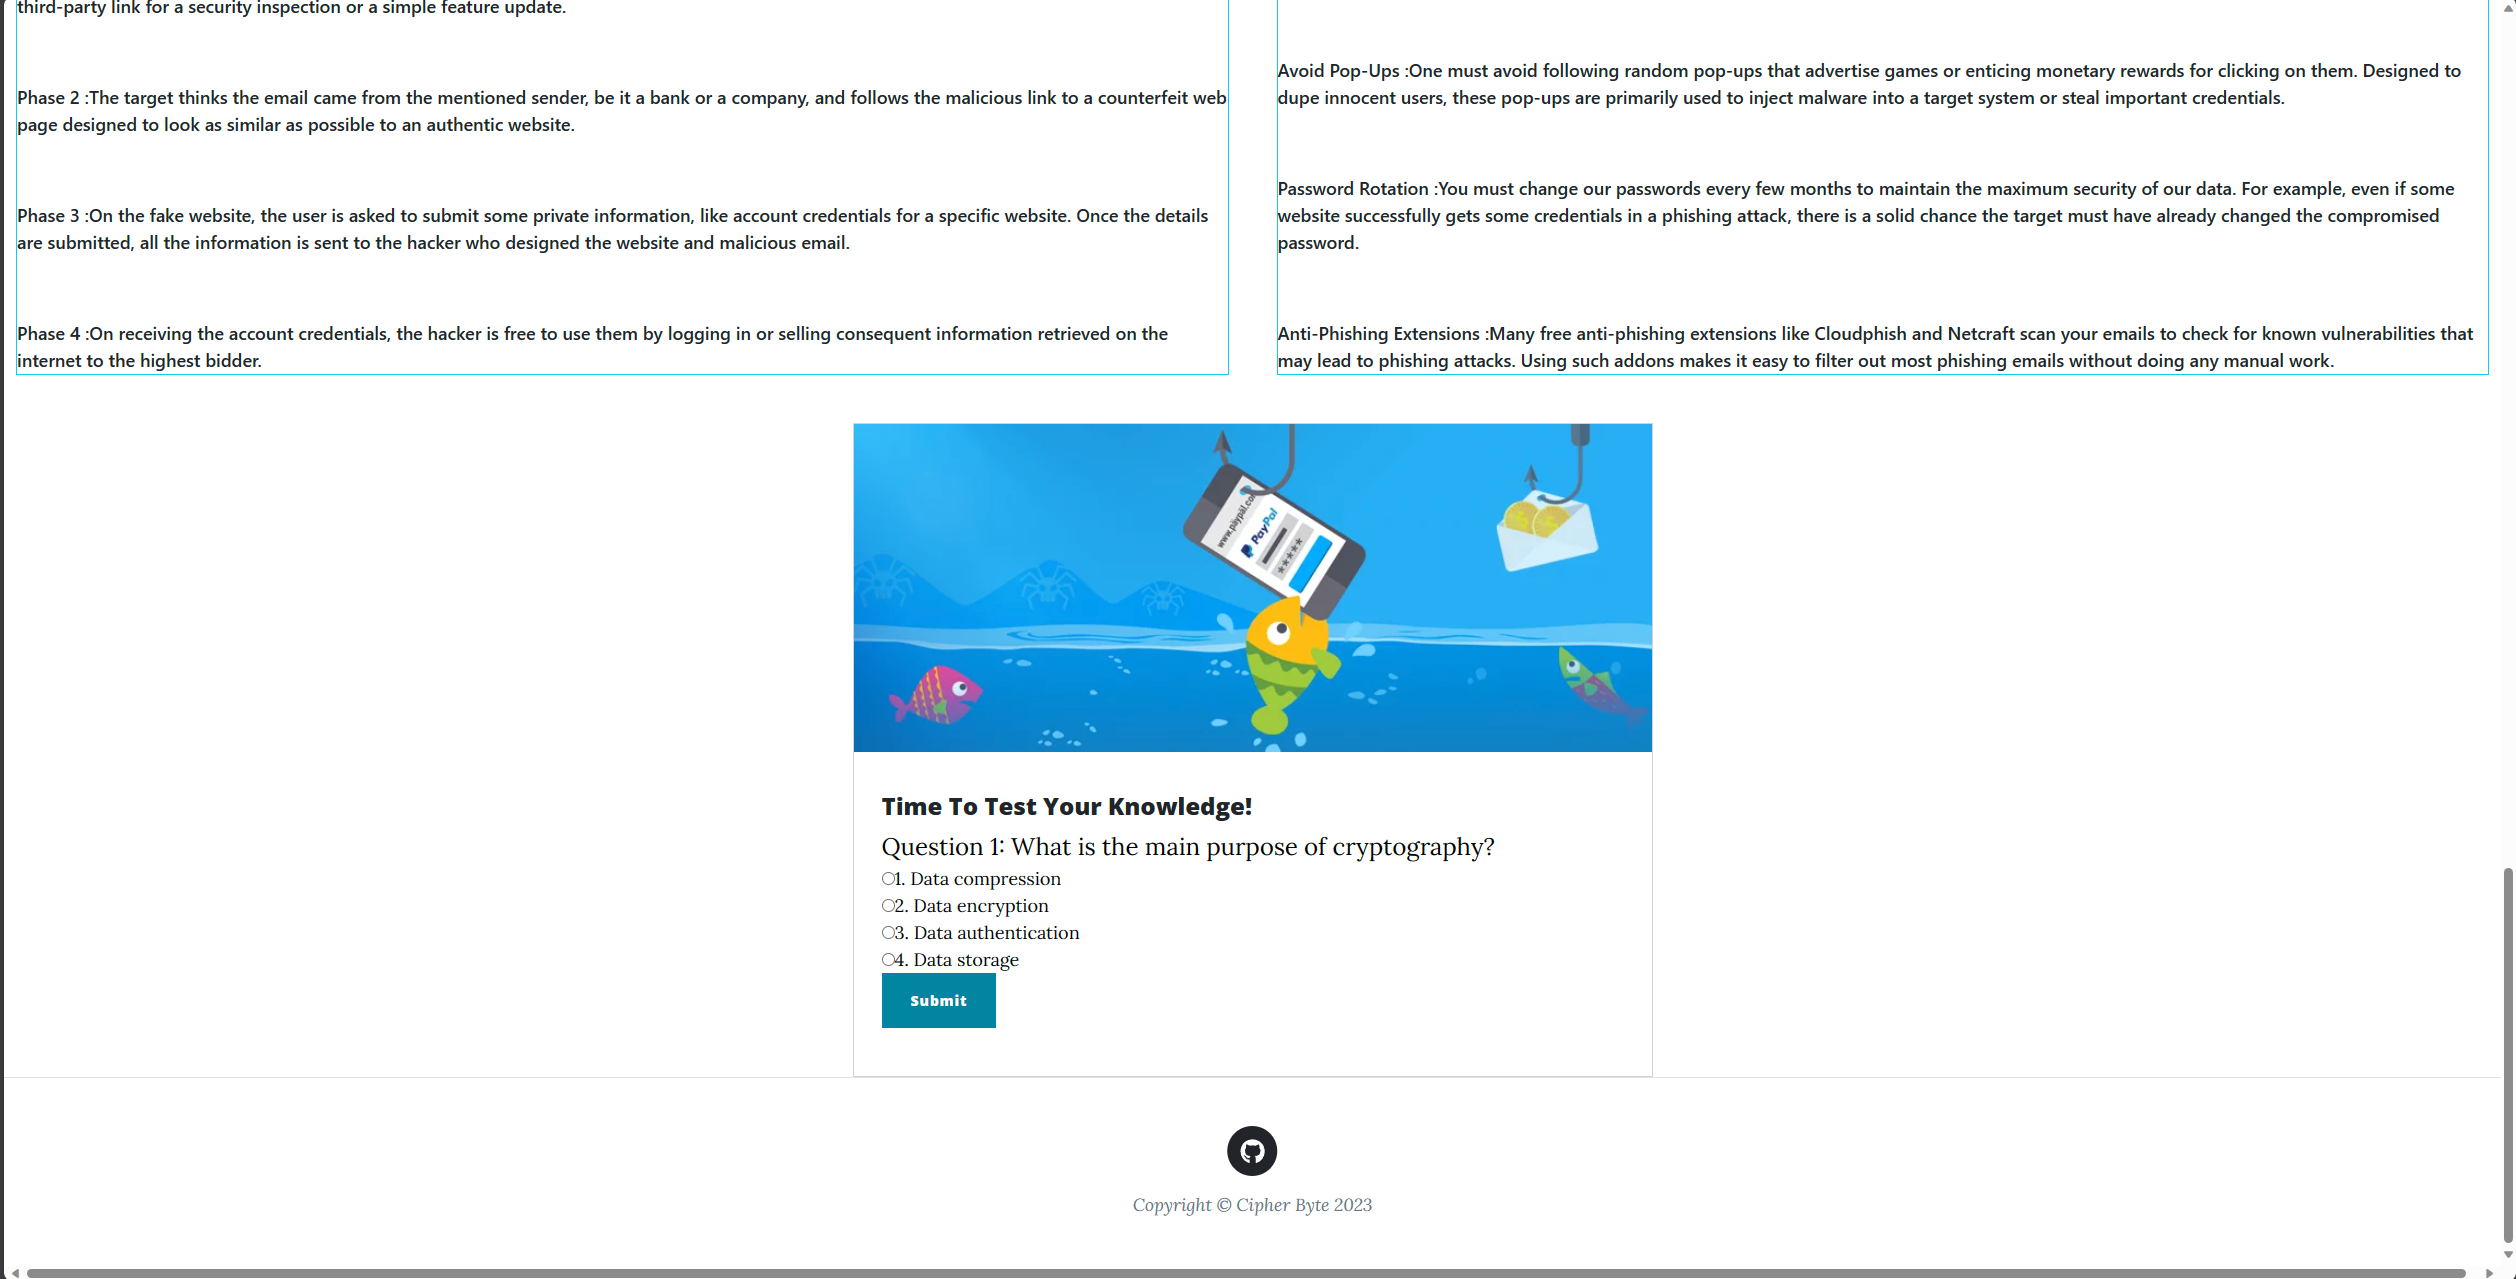 third-party link for a security inspection or a simple feature update.
Phase 2 :The target thinks the email came from the mentioned sender, be it a bank or a company, and follows the malicious link to a counterfeit web
page designed to look as similar as possible to an authentic website.
Phase 3 :On the fake website, the user is asked to submit some private information, like account credentials for a specific website. Once the details
are submitted, all the information is sent to the hacker who designed the website and malicious email.
Phase 4 :On receiving the account credentials, the hacker is free to use them by logging in or selling consequent information retrieved on the
internet to the highest bidder.
Avoid Pop-Ups :One must avoid following random pop-ups that advertise games or enticing monetary rewards for clicking on them. Designed to
dupe innocent users, these pop-ups are primarily used to inject malware into a target system or steal important credentials.
Password Rotation :You must change our passwords every few months to maintain the maximum security of our data. For example, even if some
website successfully gets some credentials in a phishing attack, there is a solid chance the target must have already changed the compromised
password.
Anti-Phishing Extensions :Many free anti-phishing extensions like Cloudphish and Netcraft scan your emails to check for known vulnerabilities that
may lead to phishing attacks. Using such addons makes it easy to filter out most phishing emails without doing any manual work.
PayPal
*****
Time To Test Your Knowledge!
Question 1: What is the main purpose of cryptography?
1. Data compression
2. Data encryption
3. Data authentication
4. Data storage
Submit
Copyright © Cipher Byte 2023